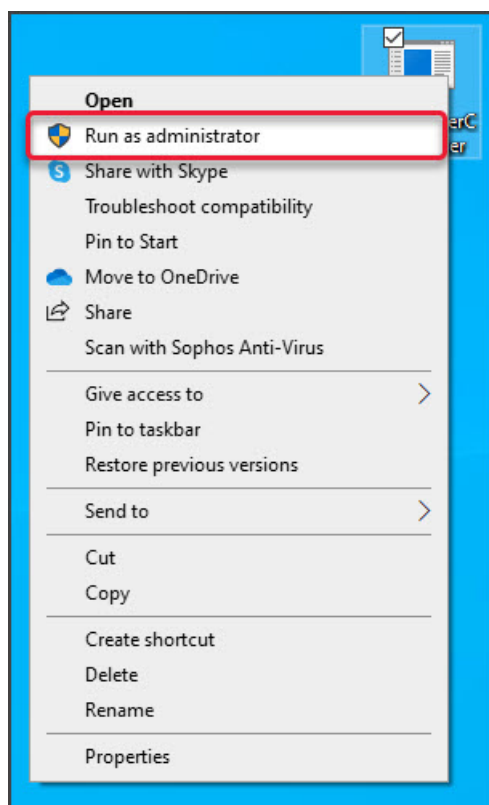 erC
er
Open
Run as administrator
Share with Skype
Troubleshoot compatibility
Pin to Start
Move to OneDrive
Share
Scan with Sophos Anti-Virus
Give access to
Pin to taskbar
Restore previous versions
Send to
Cut
Copy
Create shortcut
Delete
Rename
Properties